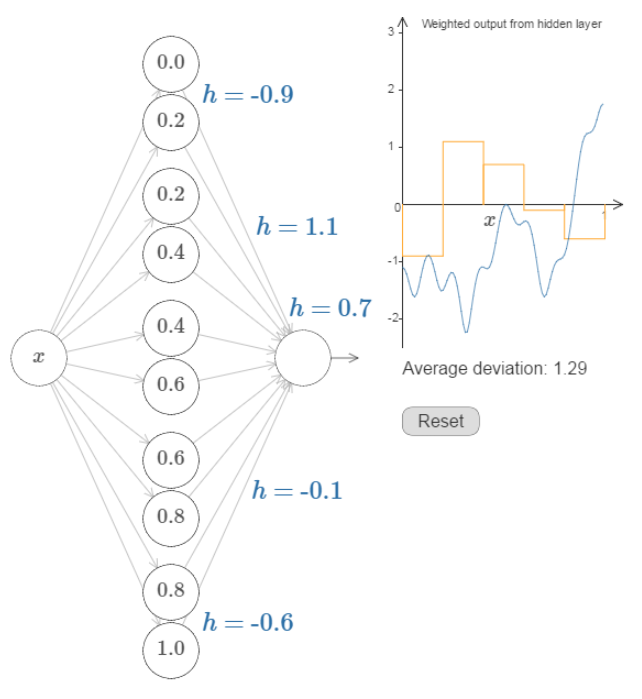 0.0
h = -0.9
0.2
0.2
h = 1.1
0.4
h = 0.7
0.4
x
0.6
0.6
h = -0.1
0.8
0.8
h = -0.6
1.0
Weighted output from hidden layer
3
2
1
0
x
-1
-2
Average deviation: 1.29
Reset